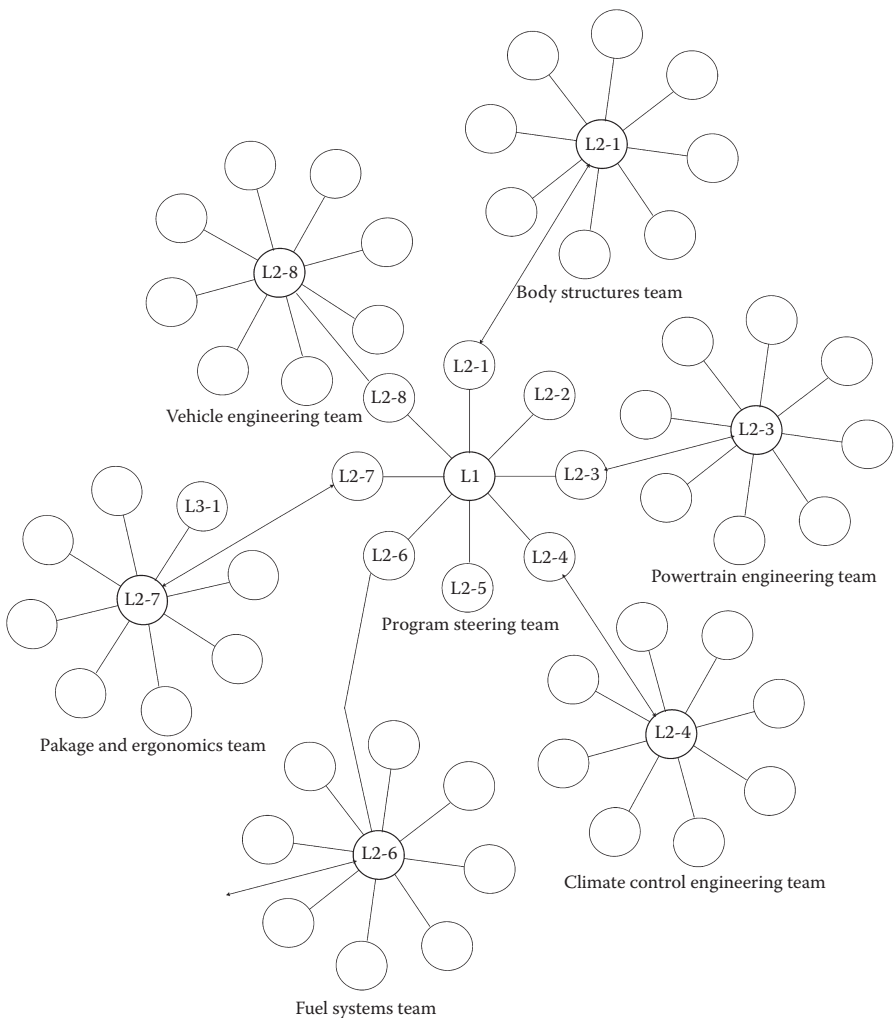 L2-1
L2-8
Body structures team
L2-1
L2-2
L2-8
Vehicle engineering team
L2-3
L2-7
L1
L2-3
L3-1
L2-6
L2-4
Powertrain engineering team
L2-5
L2-7
Program steering team
Pakage and ergonomics team
L2-4
L2-6
Climate control engineering team
Fuel systems team